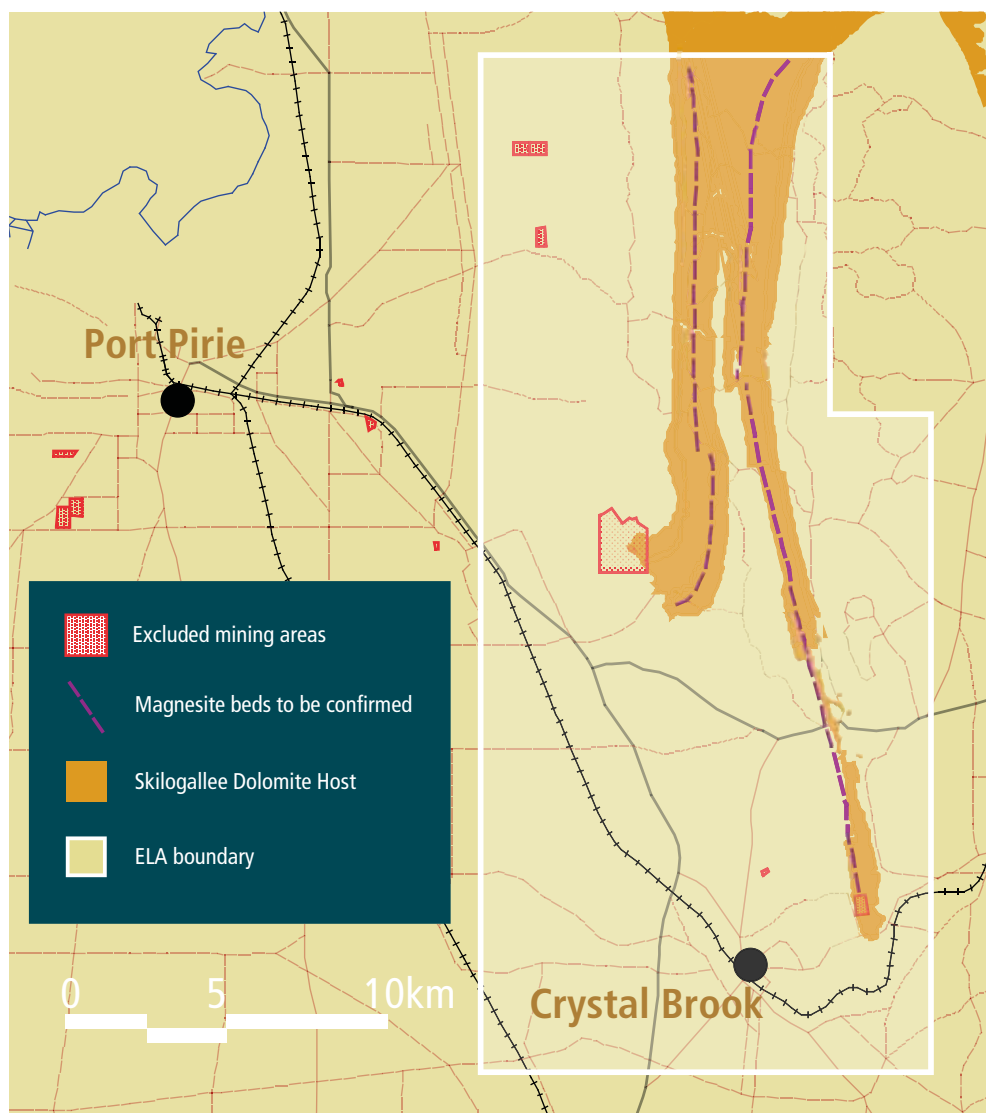 Port Pirie
Excluded mining areas
Magnesite beds to be confirmed
Skilogallee Dolomite Host
ELA boundary
0 5 10km
Crystal Brook